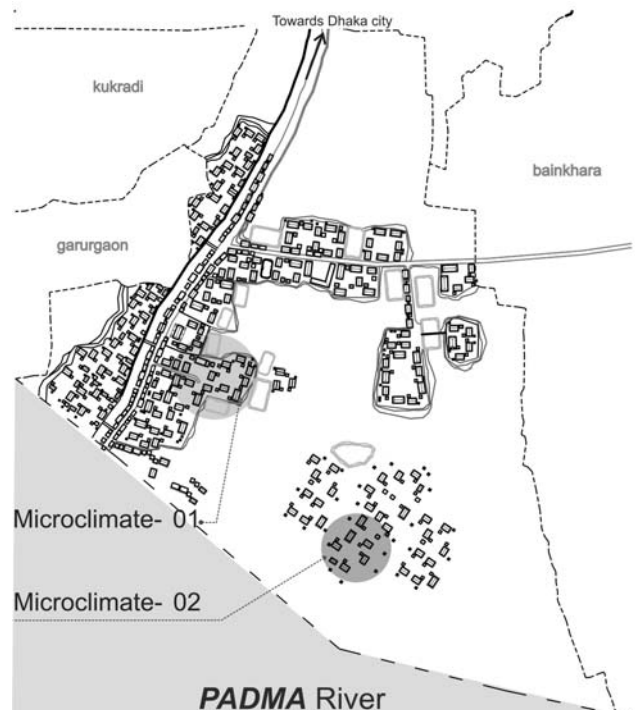 Towards Dhaka city
kukradi
bainkhara
garurgaon
Microclimate- 01
Microclimate- 02
PADMA River